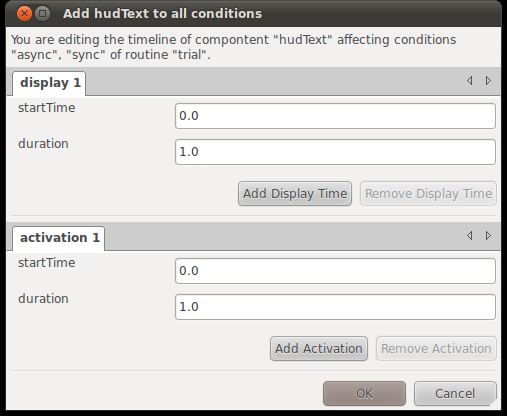 Add hudText to all conditions
You are editing the timeline of compontent "hudText" affecting conditions
"async", "sync" of routine "trial".
display 1
startTime
0.0
duration
1.0
Add Display Time
Remove Display Time
activation 1
startTime
0.0
duration
1.0
Add Activation
Remove Activation
OK
Cancel